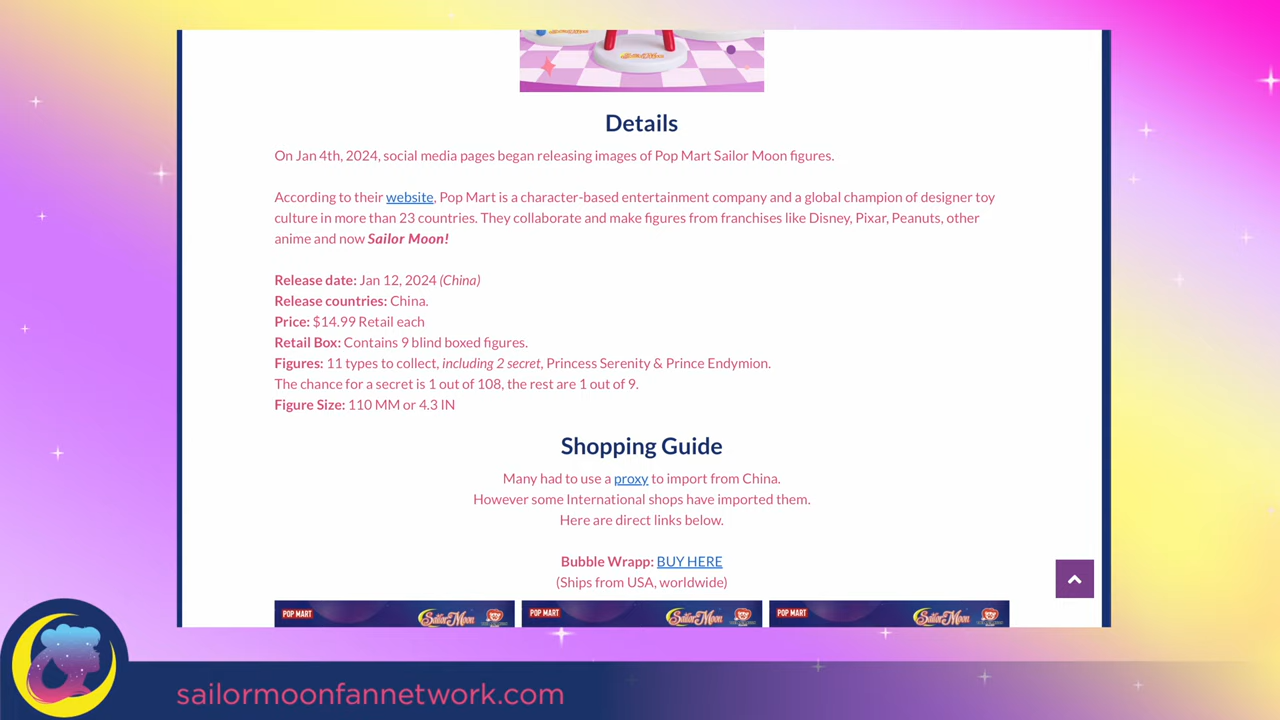 Details
On Jan 4th, 2024, social media pages began releasing images of Pop Mart Sailor Moon figures.
According to their website, Pop Mart is a character-based entertainment company and a global champion of designer toy
culture in more than 23 countries. They collaborate and make figures from franchises like Disney, Pixar, Peanuts, other
anime and now Sailor Moon!
Release date: Jan 12, 2024 (China)
Release countries: China.
Price: $14.99 Retail each
Retail Box: Contains 9 blind boxed figures.
Figures: 11 types to collect, including 2 secret, Princess Serenity & Prince Endymion.
The chance for a secret is 1 out of 108, the rest are 1 out of 9.
Figure Size: 110 MM or 4.3 IN
Shopping Guide
Many had to use a proxy to import from China.
However some International shops have imported them.
Here are direct links below.
Bubble Wrapp: BUY HERE
(Ships from USA, worldwide)
POP MART Sailor Moon POP MART Sailor Moon POP MART Sailor Moon
sailormoonfannetwork.com